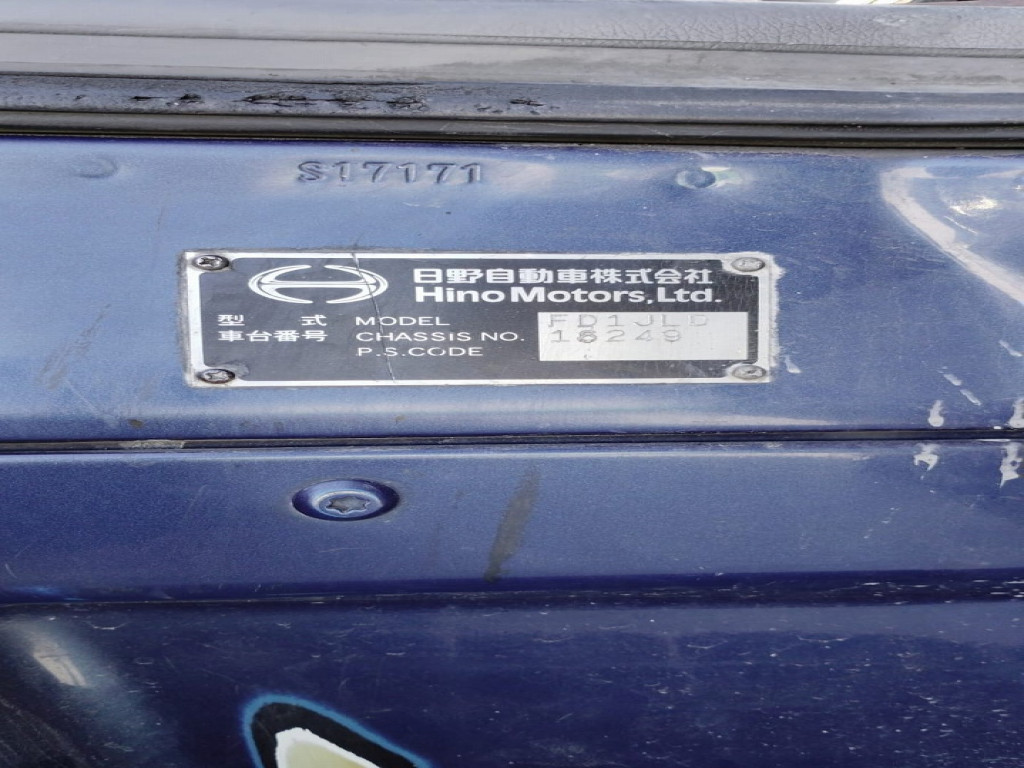 S17171
日野自動車株式会社
Hino Motors, Ltd.
型 式 MODEL FD1JLD
車台番号 CHASSIS NO. 18249
P.S.CODE